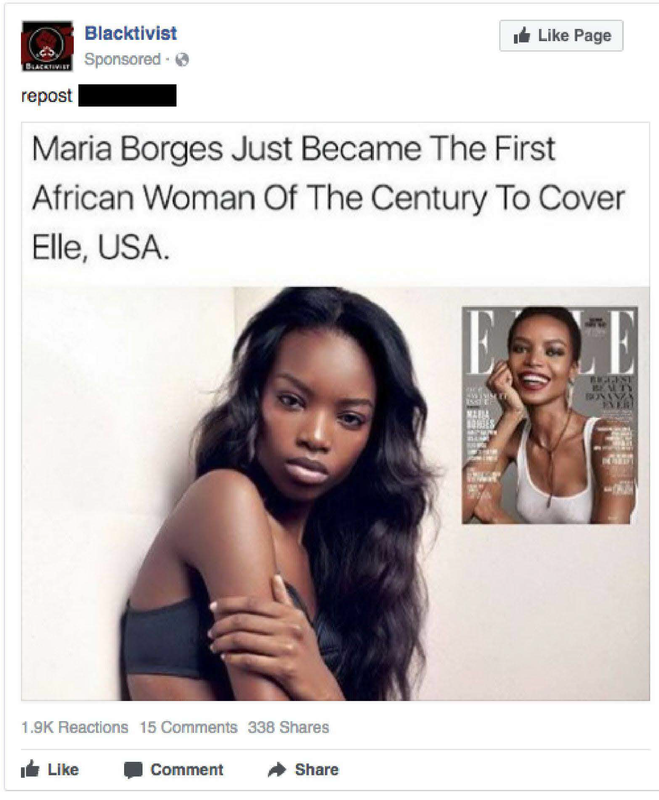 Blacktivist
Like Page
Sponsored
BLACKTIVIST
repost
Maria Borges Just Became The First
African Woman Of The Century To Cover
Elle, USA.
ELLE
BIGGEST
BEAUTY
BONANZA
EVER!
MARIA
BORGES
1.9K Reactions 15 Comments 338 Shares
Like Comment Share